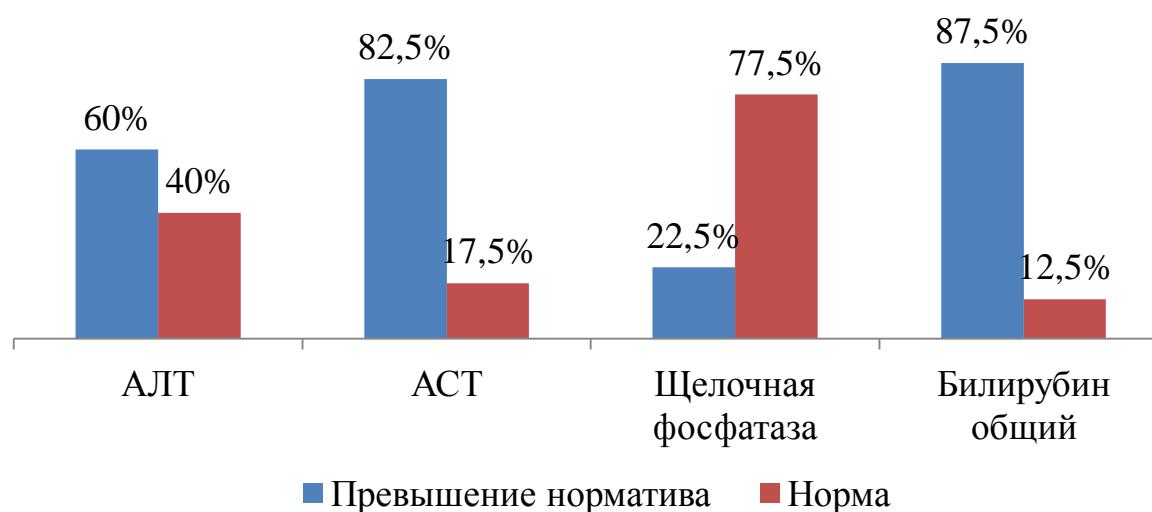 60%
40%
82,5%
17,5%
22,5%
77,5%
87,5%
12,5%
АЛТ
АСТ
Щелочная
фосфатаза
Билирубин
общий
Превышение норматива
Норма